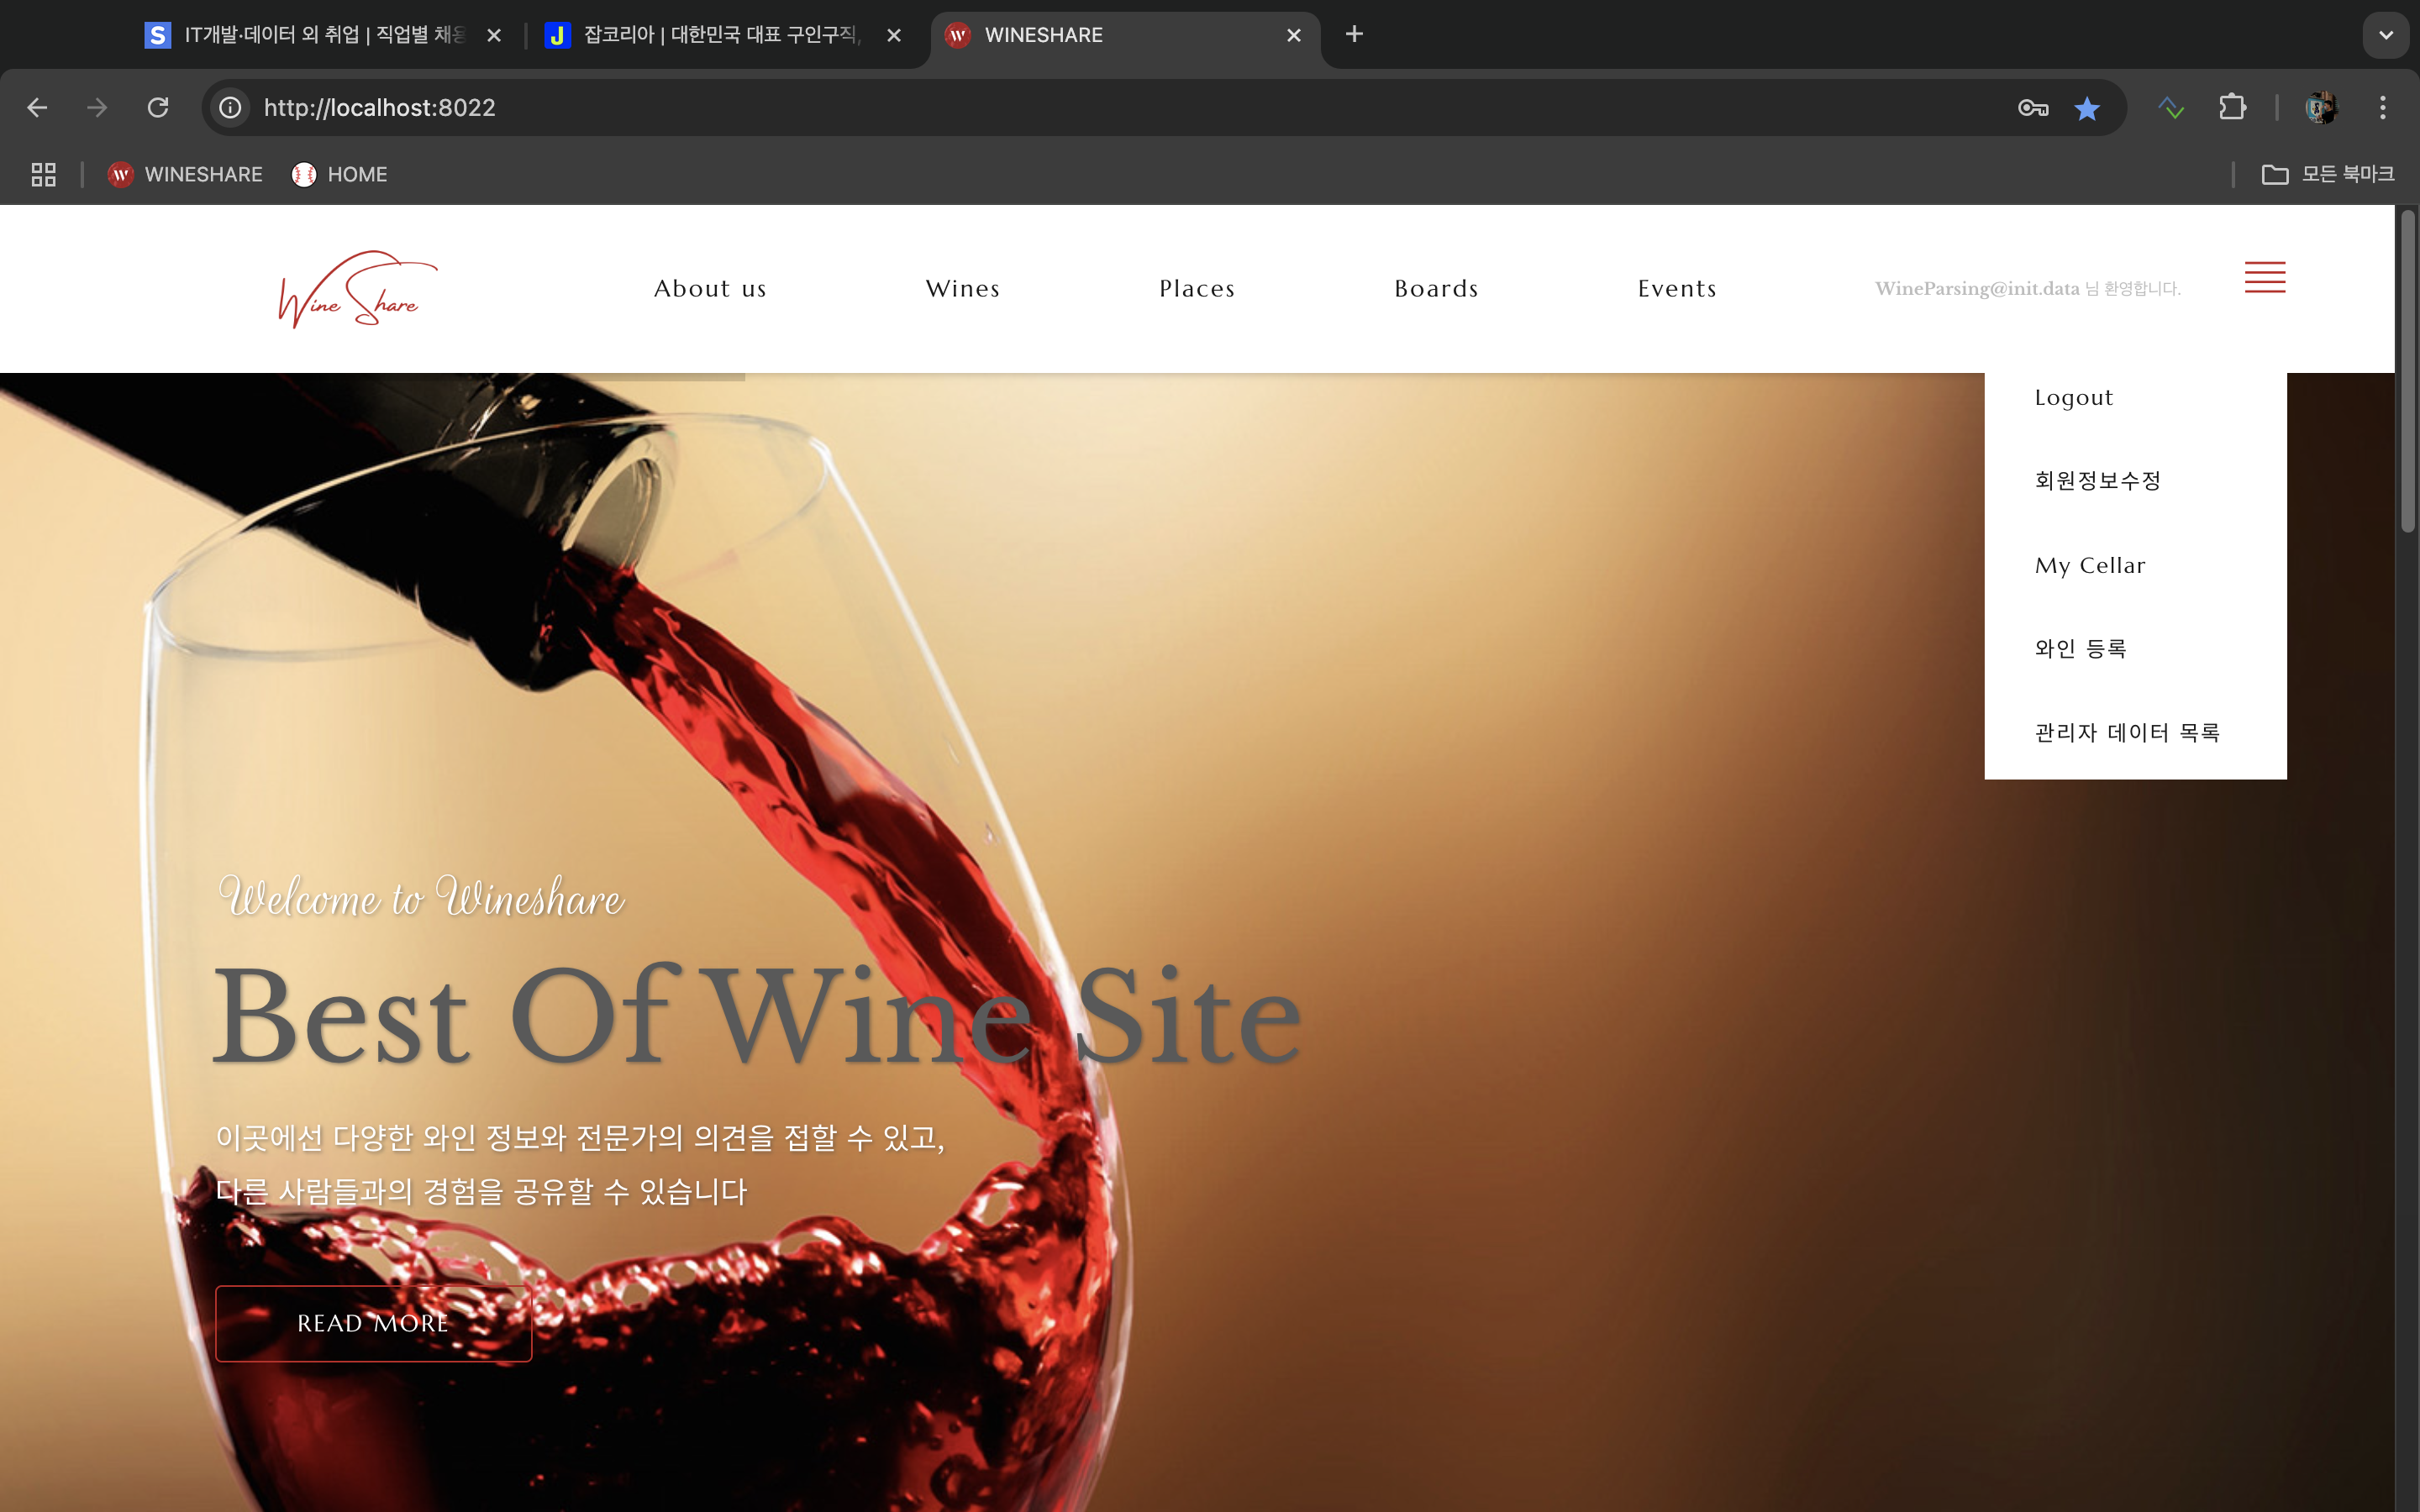 IT개발·데이터 외 취업 | 직업별 채용
잡코리아 | 대한민국 대표 구인구직,
WINESHARE
http://localhost:8022
WINESHARE
HOME
모든 북마크
Wine Share
About us
Wines
Places
Boards
Events
WineParsing@init.data 님 환영합니다.
Logout
회원정보수정
My Cellar
와인 등록
관리자 데이터 목록
Welcome to Wineshare
Best Of Wine Site
이곳에선 다양한 와인 정보와 전문가의 의견을 접할 수 있고,
다른 사람들과의 경험을 공유할 수 있습니다
READ MORE